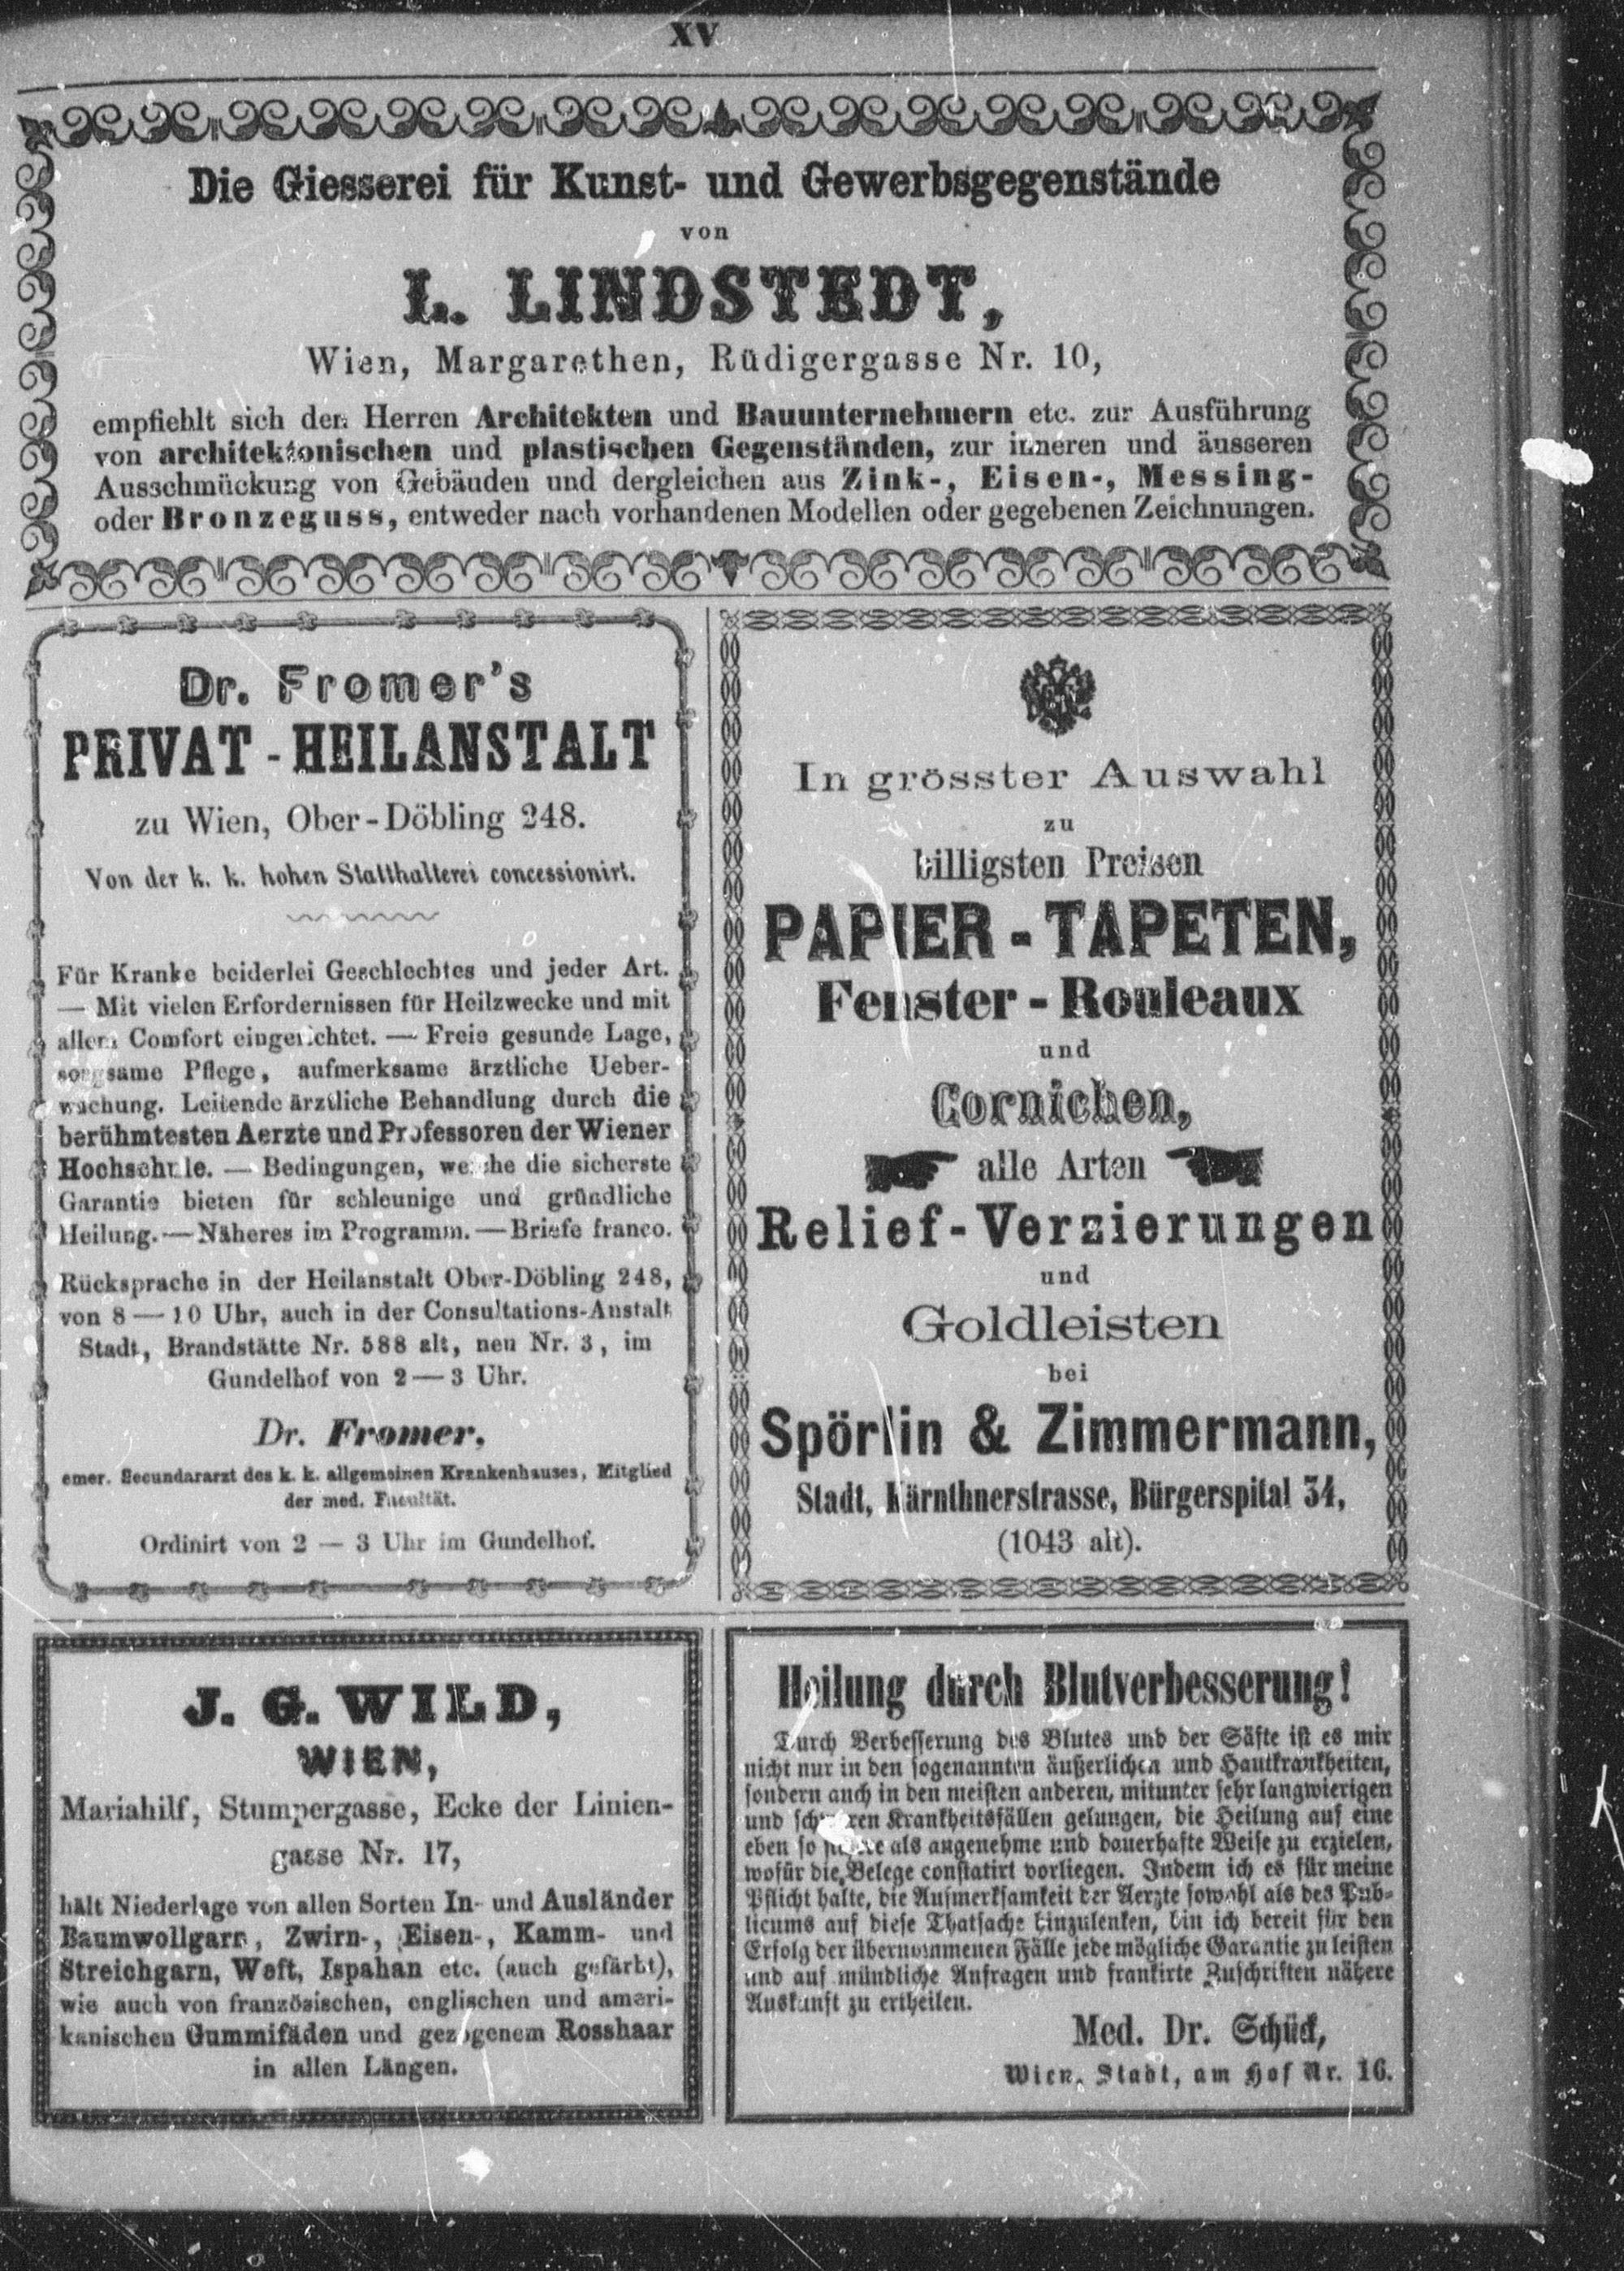 XV
Die Giesserei für Kunst- und Gewerbsgegenstände
von
L. LINDSTEDT,
Wien, Margarethen, Rüdigergasse Nr. 10,
empfiehlt sich den Herren Architekten und Bauunternehmern etc. zur Ausführung
von architektonischen und plastischen Gegenständen, zur inneren und äusseren
Ausschmückung von Gebäuden und dergleichen aus Zink-, Eisen-, Messing-
oder Bronzeguss, entweder nach vorhandenen Modellen oder gegebenen Zeichnungen.
Dr. Fromer's
PRIVAT-HEILANSTALT
zu Wien, Ober-Döbling 248.
Von der k. k. hohen Statthalterei concessionirt.
Für Kranke beiderlei Geschlechtes und jeder Art.
— Mit vielen Erfordernissen für Heilzwecke und mit
allem Comfort eingerichtet. — Freie gesunde Lage,
sorgsame Pflege, aufmerksame ärztliche Ueber-
wachung. Leitende ärztliche Behandlung durch die
berühmtesten Aerzte und Professoren der Wiener
Hochschule. — Bedingungen, welche die sicherste
Garantie bieten für schleunige und gründliche
Heilung. — Näheres im Programm. — Briefe franco.
Rücksprache in der Heilanstalt Ober-Döbling 248,
von 8 — 10 Uhr, auch in der Consultations-Anstalt
Stadt, Brandstätte Nr. 588 alt, neu Nr. 3, im
Gundelhof von 2 — 3 Uhr.
Dr. Fromer,
emer. Secundararzt des k. k. allgemeinen Krankenhauses, Mitglied
der med. Facultät.
Ordinirt von 2 — 3 Uhr im Gundelhof.
In grösster Auswahl
zu
billigsten Preisen
PAPIER-TAPETEN,
Fenster-Rouleaux
und
Cornichen,
alle Arten
Relief-Verzierungen
und
Goldleisten
bei
Spörlin & Zimmermann,
Stadt, Kärnthnerstrasse, Bürgerspital 34,
(1043 alt).
J. G. WILD,
WIEN,
Mariahilf, Stumpergasse, Ecke der Linien-
gasse Nr. 17,
hält Niederlage von allen Sorten In- und Ausländer
Baumwollgarn, Zwirn-, Eisen-, Kamm- und
Streichgarn, Weft, Ispahan etc. (auch gefärbt),
wie auch von französischen, englischen und ameri-
kanischen Gummifäden und gezogenem Rosshaar
in allen Längen.
Heilung durch Blutverbesserung!
Durch Verbesserung des Blutes und der Säfte ist es mir
nicht nur in den sogenannten äußerlichen und Hautkrankheiten,
sondern auch in den meisten anderen, mitunter sehr langwierigen
und schweren Krankheitsfällen gelungen, die Heilung auf eine
eben so sichere als angenehme und dauerhafte Weise zu erzielen,
wofür die Belege constatirt vorliegen. Indem ich es für meine
Pflicht halte, die Aufmerksamkeit der Aerzte sowohl als des Pub-
licums auf diese Thatsache hinzulenken, bin ich bereit für den
Erfolg der übernommenen Fälle jede mögliche Garantie zu leisten
und auf mündliche Anfragen und frankirte Zuschriften nähere
Auskunft zu ertheilen.
Med. Dr. Schück,
Wien, Stadt, am Hof Nr. 16.